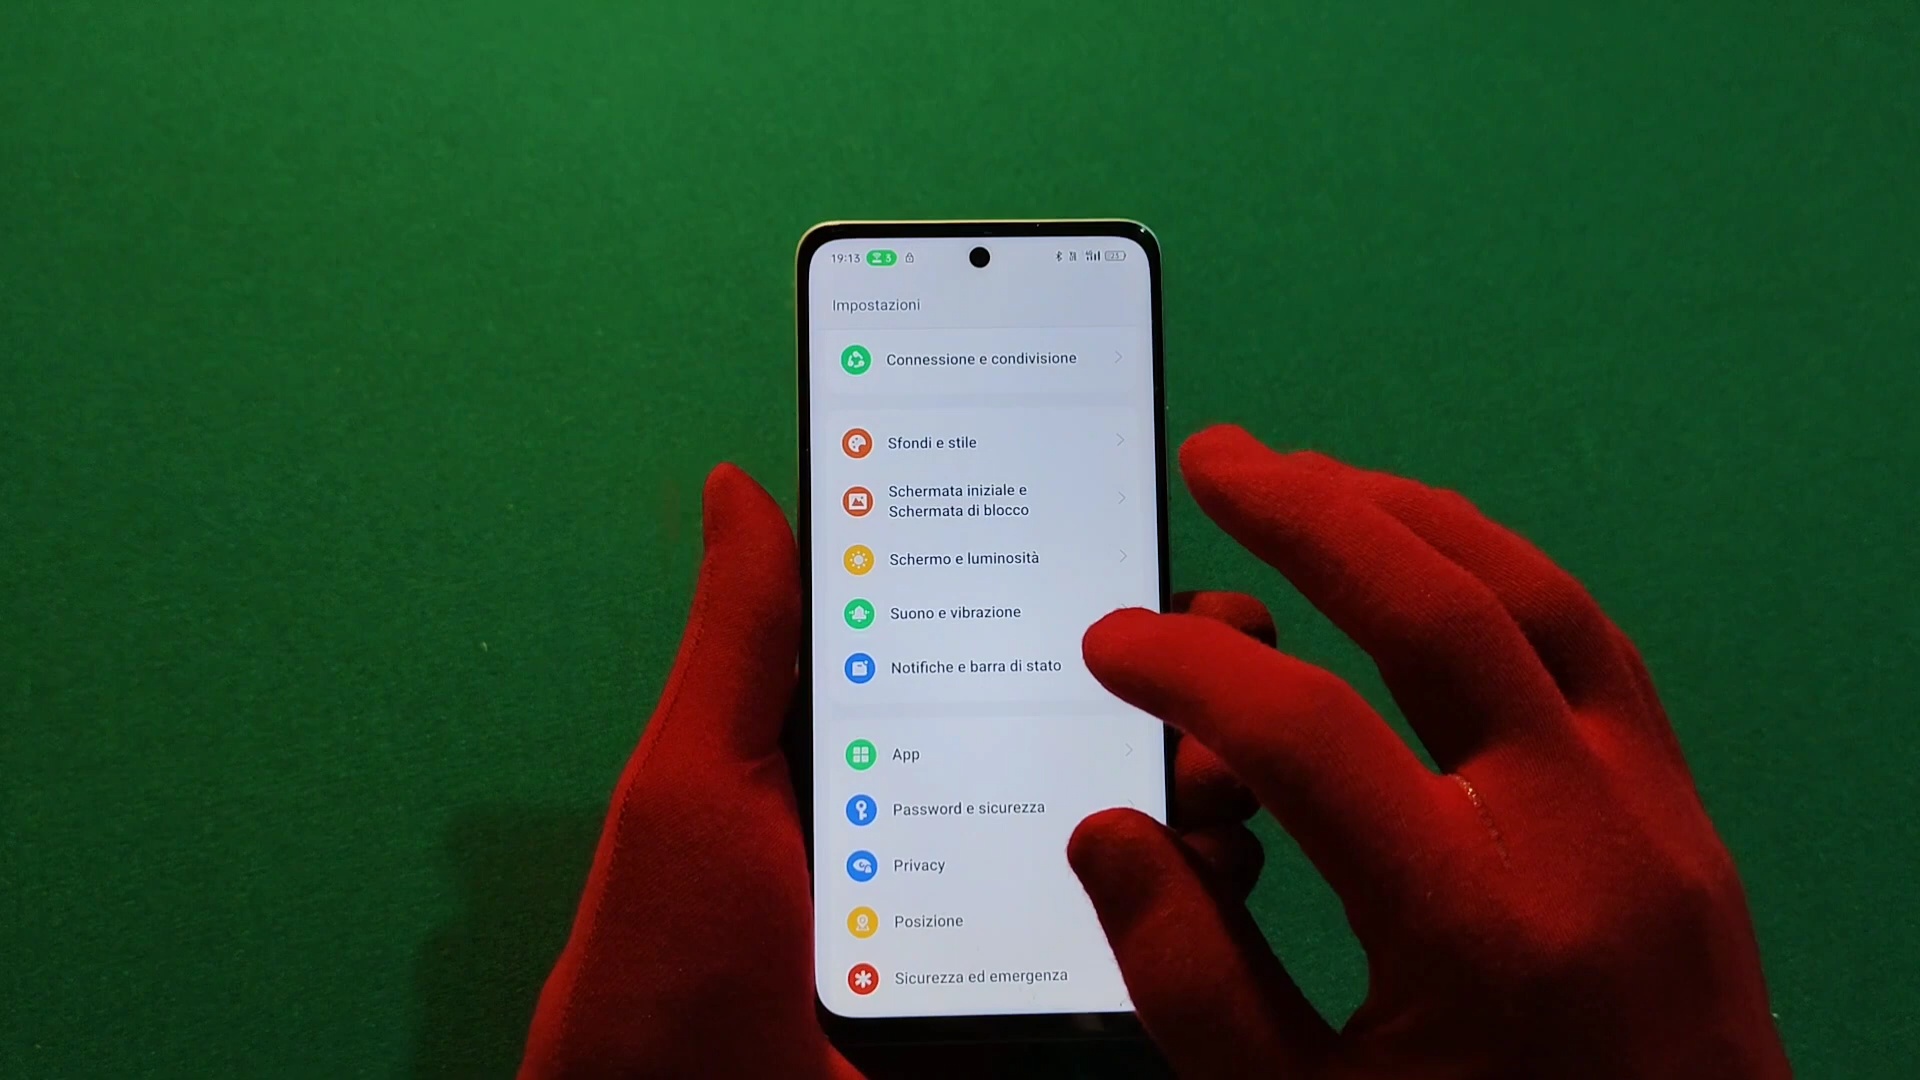 19:13 3
Impostazioni
Connessione e condivisione
Sfondi e stile
Schermata iniziale e
Schermata di blocco
Schermo e luminosità
Suono e vibrazione
Notifiche e barra di stato
App
Password e sicurezza
Privacy
Posizione
Sicurezza ed emergenza